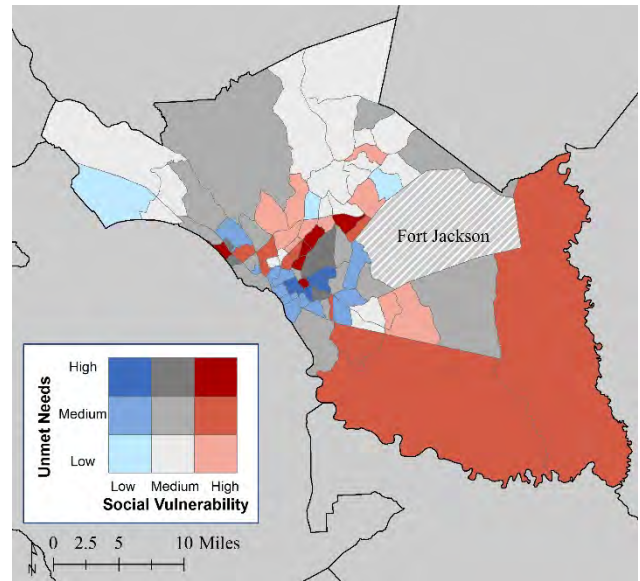 Fort Jackson
High
Medium
Low
Unmet Needs
Low Medium High
Social Vulnerability
N
0 2.5 5 10 Miles